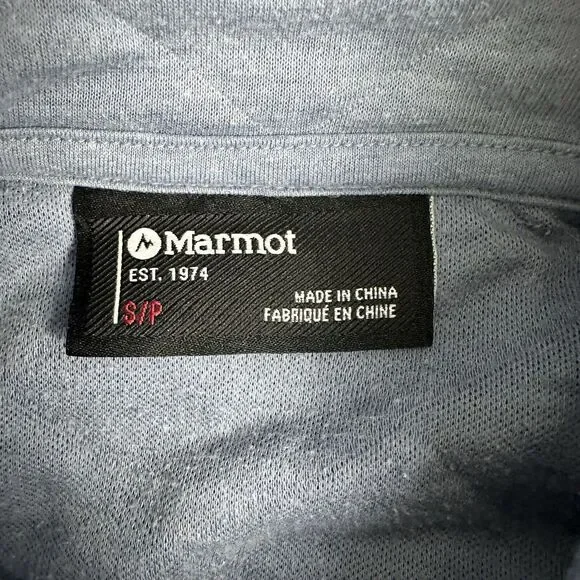 Marmot
EST. 1974
S/P
MADE IN CHINA
FABRIQUÉ EN CHINE